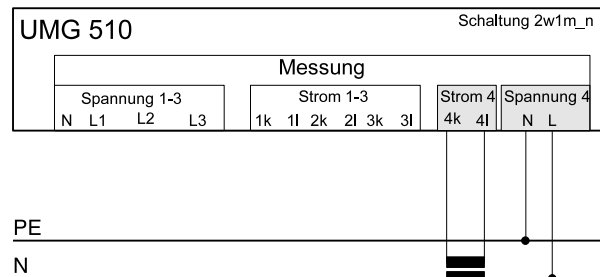 UMG 510
Schaltung 2w1m_n
Messung
Spannung 1-3
Strom 1-3
Strom 4
Spannung 4
N L1 L2 L3 1k 1l 2k 2l 3k 3l 4k 4l N L
PE
N